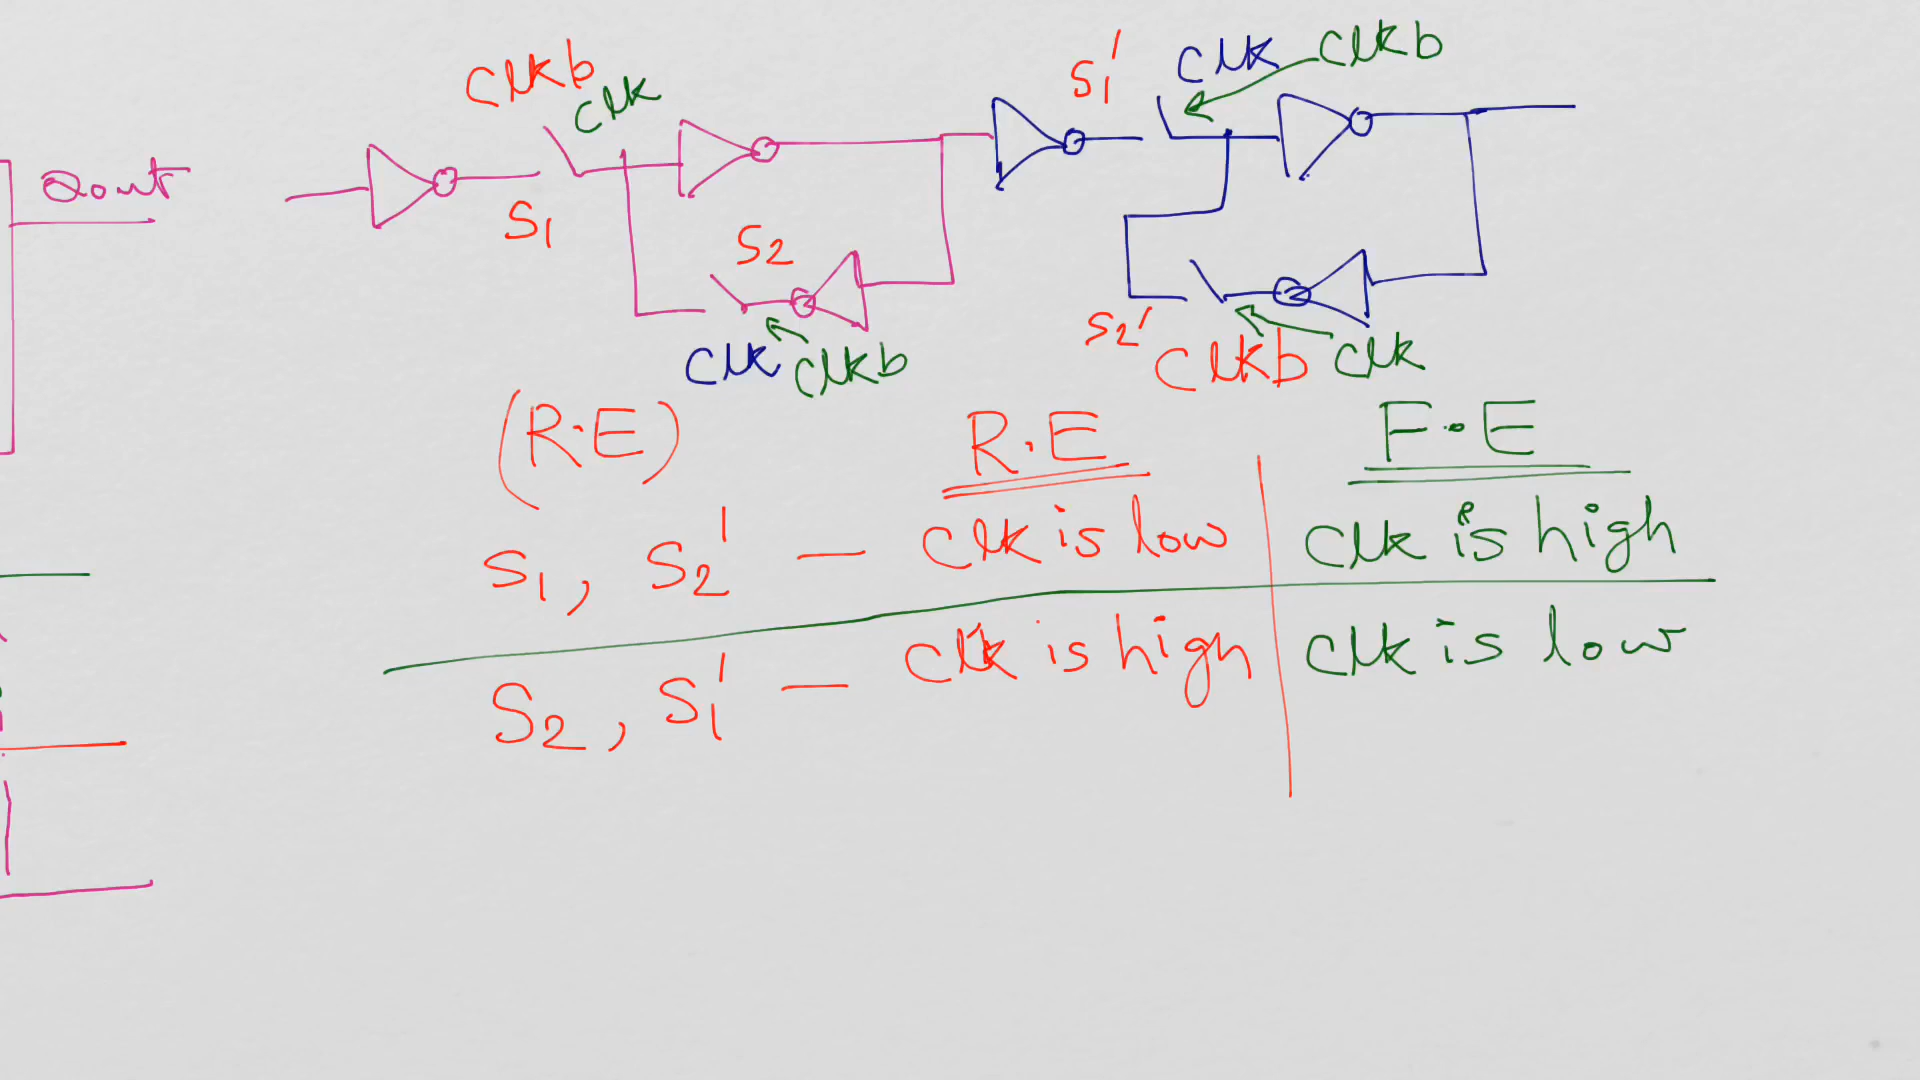 Qout
clkb clk
S1
S2
clk clkb
S1'
clk clkb
S2' clkb clk
(R.E) R.E F.E
S1, S2' — clk is low clk is high
S2, S1' — clk is high clk is low